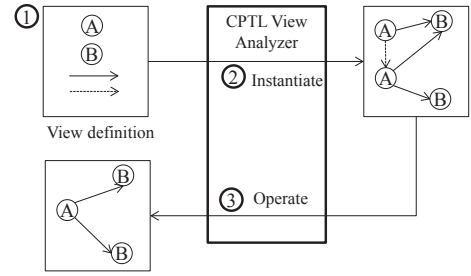 1
A
B
View definition
CPTL View
Analyzer
2 Instantiate
A
B
A
B
B
3 Operate
B
A
B